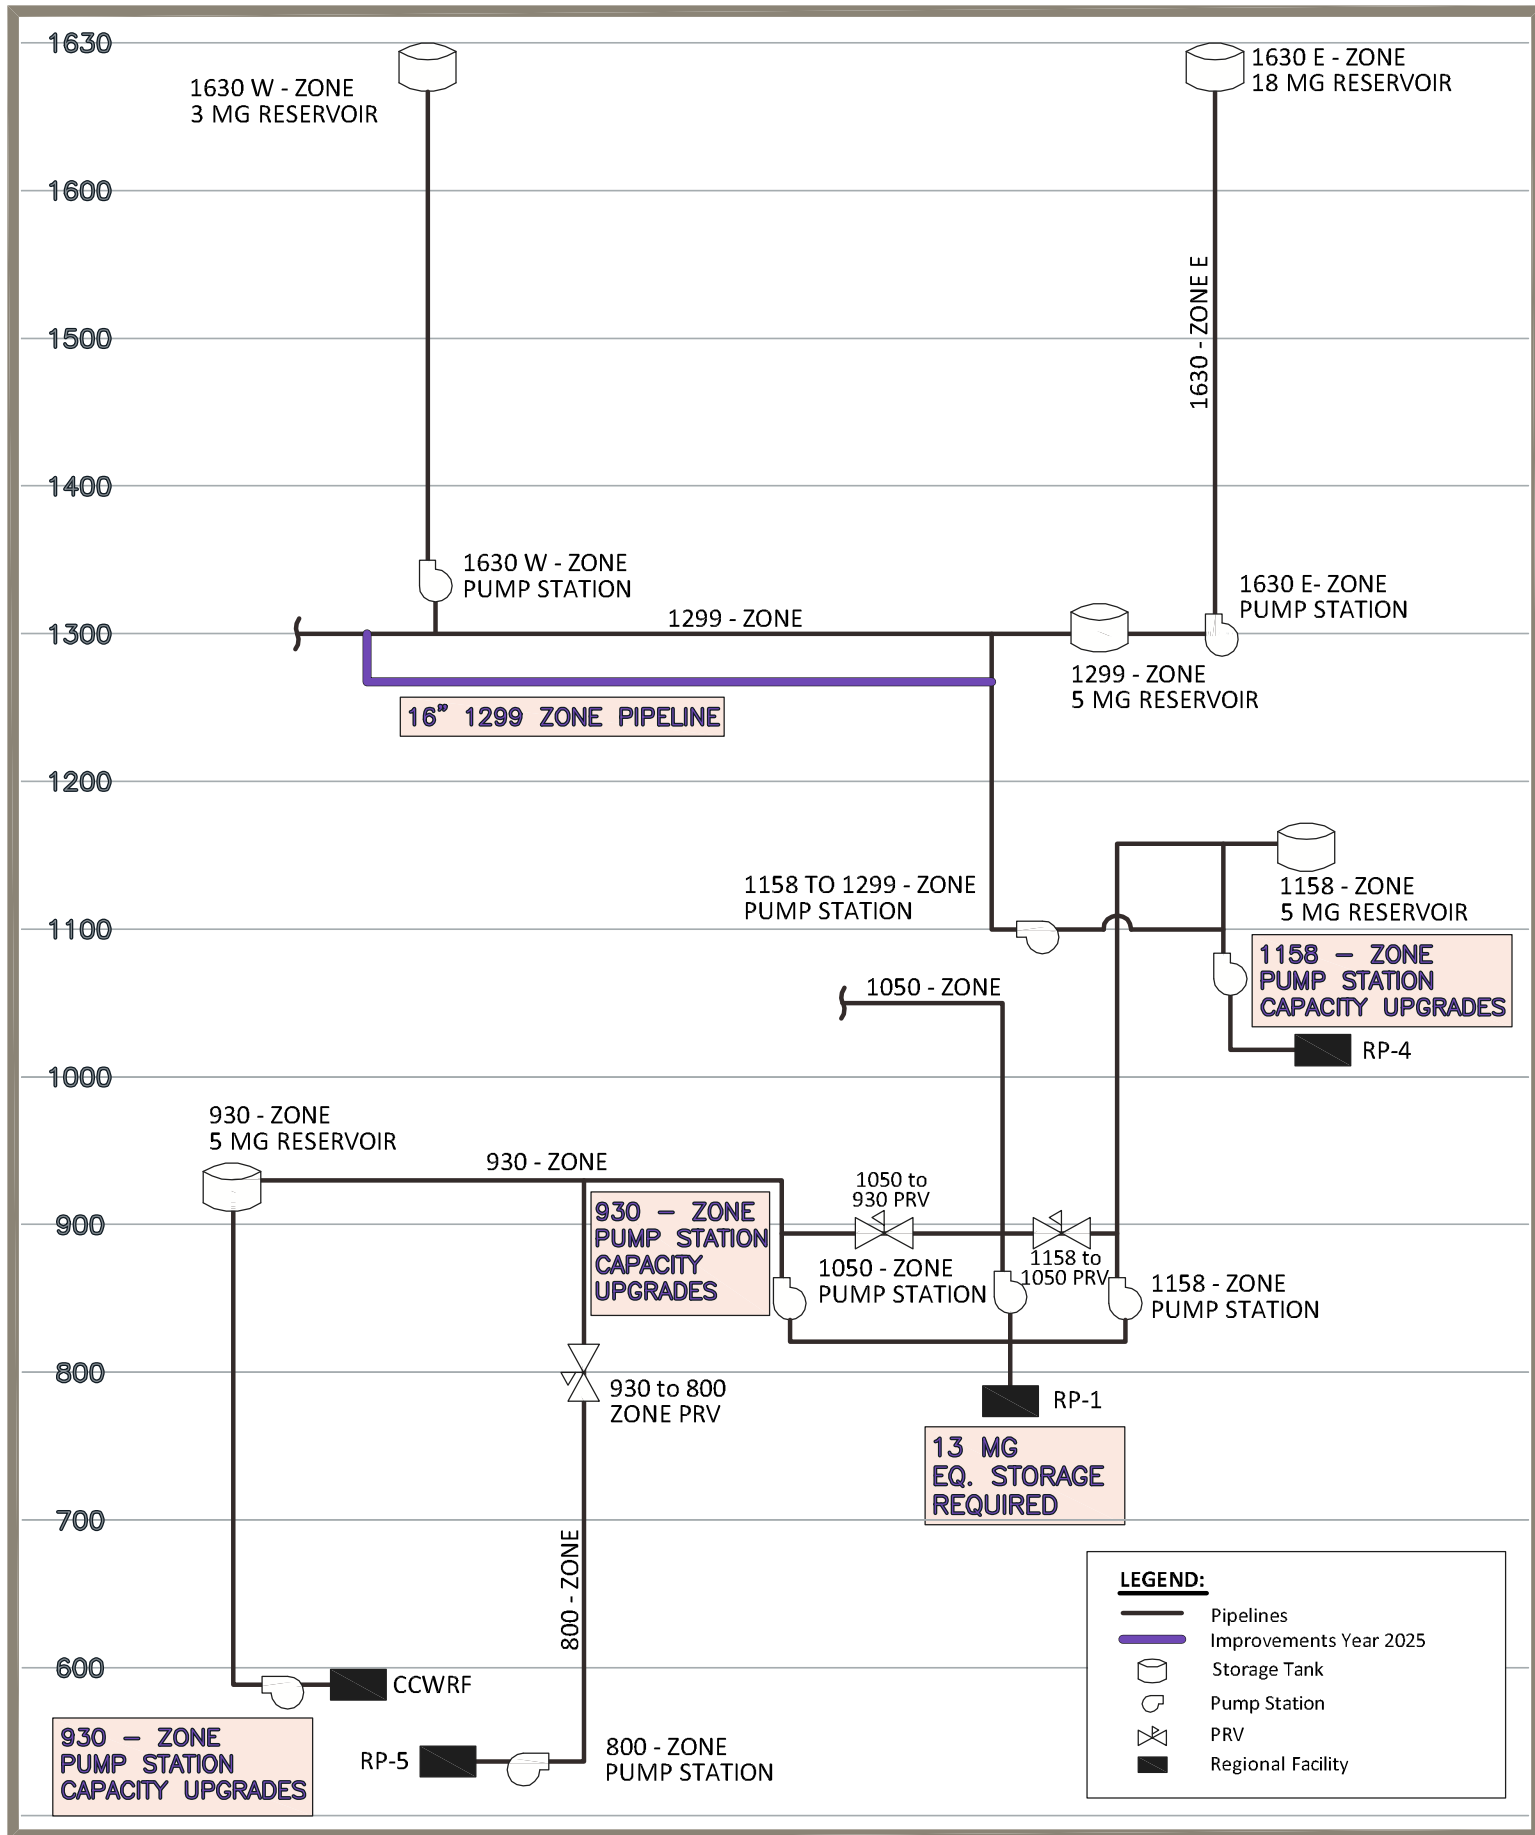 1630
1630 W - ZONE
3 MG RESERVOIR
1630 E - ZONE
18 MG RESERVOIR
1600
1630 - ZONE E
1500
1400
1630 W - ZONE
PUMP STATION
1630 E- ZONE
PUMP STATION
1299 - ZONE
1300
1299 - ZONE
5 MG RESERVOIR
16” 1299 ZONE PIPELINE
1200
1158 TO 1299 - ZONE
PUMP STATION
1158 - ZONE
5 MG RESERVOIR
1100
1158 - ZONE
PUMP STATION
CAPACITY UPGRADES
1050 - ZONE
RP-4
1000
930 - ZONE
5 MG RESERVOIR
930 - ZONE
1050 to
930 PRV
930 - ZONE
PUMP STATION
CAPACITY
UPGRADES
900
1158 to
1050 PRV
1050 - ZONE
PUMP STATION
1158 - ZONE
PUMP STATION
800
930 to 800
ZONE PRV
RP-1
13 MG
EQ. STORAGE
REQUIRED
700
800 - ZONE
600
CCWRF
930 - ZONE
PUMP STATION
CAPACITY UPGRADES
RP-5
800 - ZONE
PUMP STATION
LEGEND:
Pipelines
Improvements Year 2025
Storage Tank
Pump Station
PRV
Regional Facility